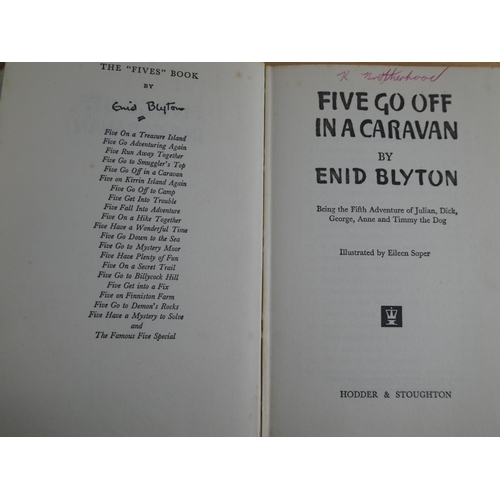 THE "FIVES" BOOK
BY
Enid Blyton
Five On a Treasure Island
Five Go Adventuring Again
Five Run Away Together
Five Go to Smuggler's Top
Five Go Off in a Caravan
Five on Kirrin Island Again
Five Go Off to Camp
Five Get Into Trouble
Five Fall Into Adventure
Five On a Hike Together
Five Have a Wonderful Time
Five Go Down to the Sea
Five Go to Mystery Moor
Five Have Plenty of Fun
Five On a Secret Trail
Five Go to Billycock Hill
Five Get into a Fix
Five on Finniston Farm
Five Go to Demon's Rocks
Five Have a Mystery to Solve
and
The Famous Five Special
K Brotherhood
FIVE GO OFF
IN A CARAVAN
BY
ENID BLYTON
Being the Fifth Adventure of Julian, Dick,
George, Anne and Timmy the Dog
Illustrated by Eileen Soper
HODDER & STOUGHTON